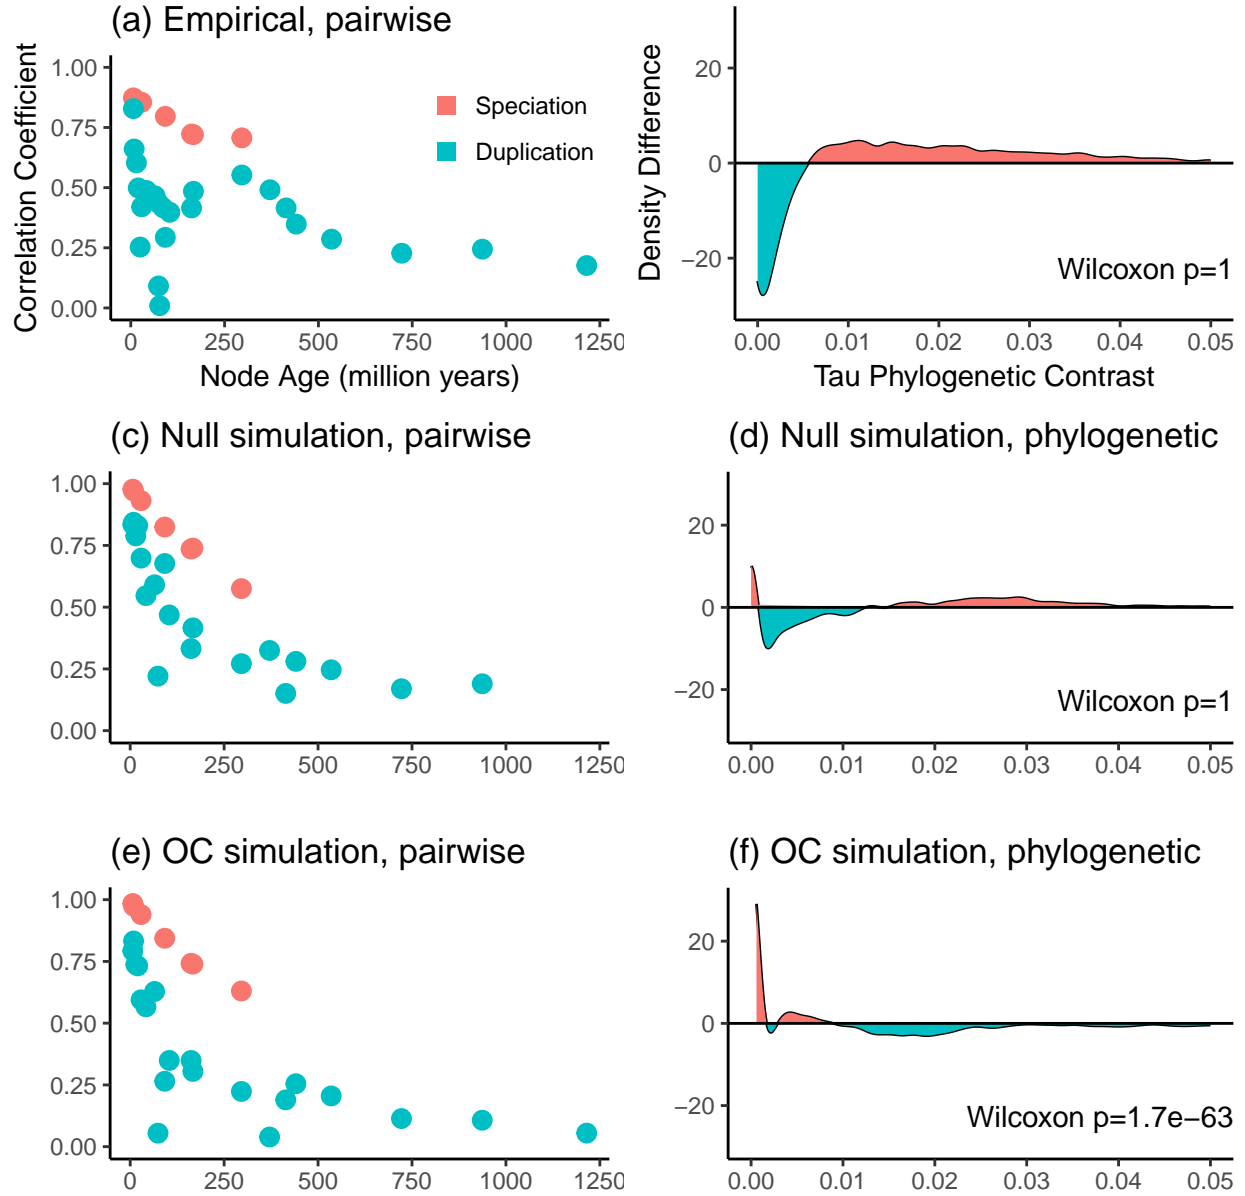 (a) Empirical, pairwise
Correlation Coefficient
1.00
0.75
0.50
0.25
0.00
Speciation
Duplication
0 250 500 750 1000 1250
Node Age (million years)
Density Difference
20
0
−20
Wilcoxon p=1
0.00 0.01 0.02 0.03 0.04 0.05
Tau Phylogenetic Contrast
(c) Null simulation, pairwise
1.00
0.75
0.50
0.25
0.00
0 250 500 750 1000 1250
(d) Null simulation, phylogenetic
20
0
−20
Wilcoxon p=1
0.00 0.01 0.02 0.03 0.04 0.05
(e) OC simulation, pairwise
1.00
0.75
0.50
0.25
0.00
0 250 500 750 1000 1250
(f) OC simulation, phylogenetic
20
0
−20
Wilcoxon p=1.7e−63
0.00 0.01 0.02 0.03 0.04 0.05